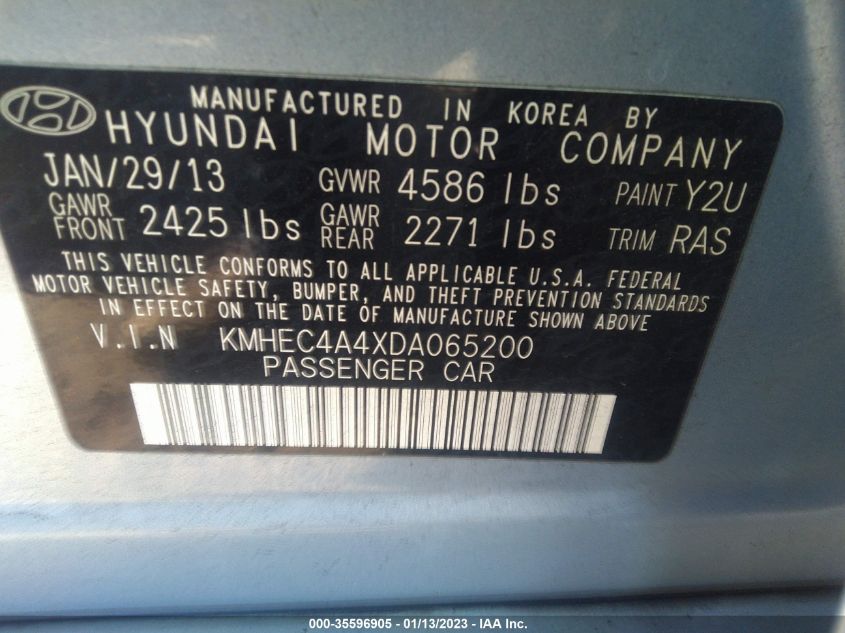 MANUFACTURED IN KOREA BY
HYUNDAI MOTOR COMPANY
JAN/29/13 GVWR 4586 lbs PAINT Y2U
GAWR FRONT 2425 lbs GAWR REAR 2271 lbs TRIM RAS
THIS VEHICLE CONFORMS TO ALL APPLICABLE U.S.A. FEDERAL
MOTOR VEHICLE SAFETY, BUMPER, AND THEFT PREVENTION STANDARDS
IN EFFECT ON THE DATE OF MANUFACTURE SHOWN ABOVE
V.I.N KMHEC4A4XDA065200
PASSENGER CAR
000-35596905 - 01/13/2023 - IAA Inc.